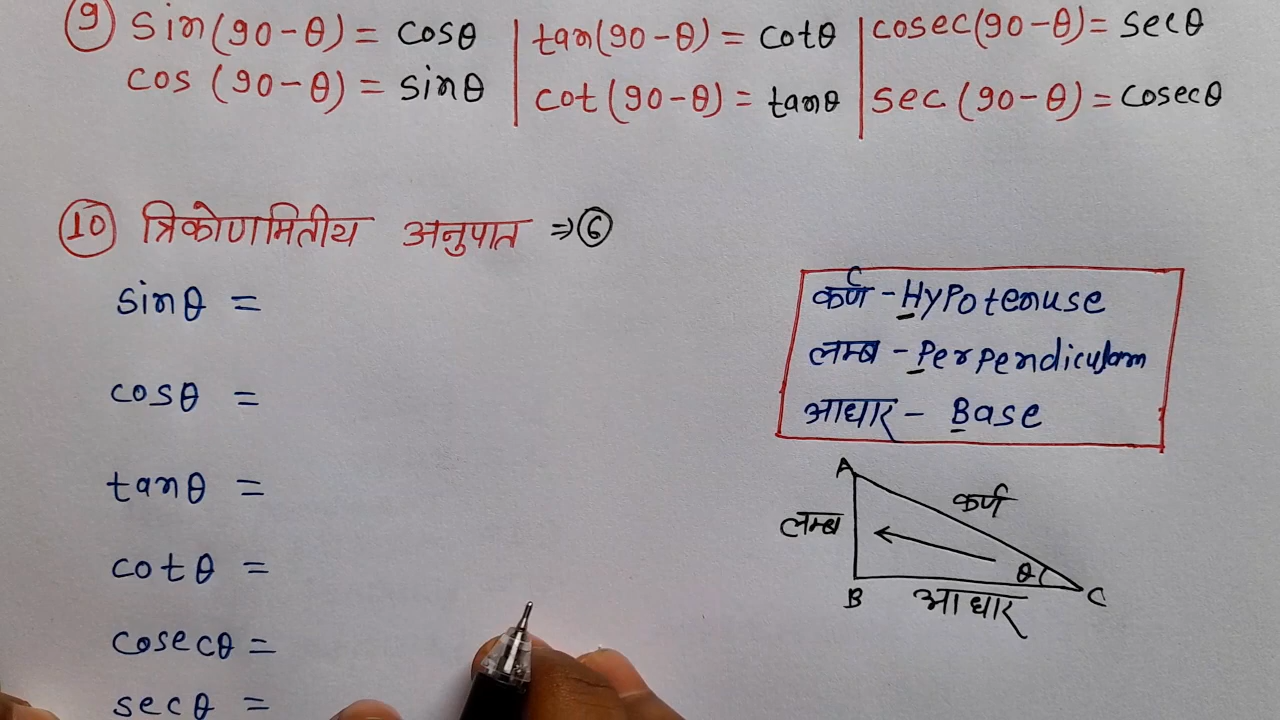 9 sin(90-θ) = cosθ | tan(90-θ) = cotθ | cosec(90-θ) = secθ
cos (90-θ) = sinθ | cot (90-θ) = tanθ | sec (90-θ) = cosecθ
10 त्रिकोणमितीय अनुपात ⇒ 6
sinθ =
cosθ =
tanθ =
cotθ =
cosecθ =
secθ =
कर्ण - Hypotenuse
लम्ब - Perpendicular
आधार - Base
A
कर्ण
लम्ब
θ
B
आधार
C